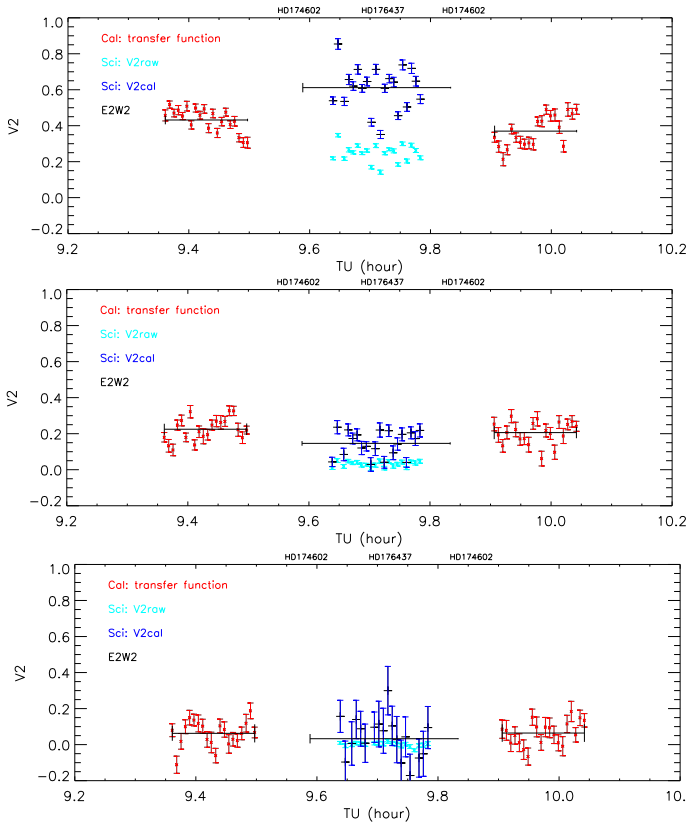 HD174602 HD176437 HD174602
1.0
Cal: transfer function
0.8
Sci: V2raw
0.6
Sci: V2cal
E2W2
0.4
V2
0.2
0.0
−0.2
9.2 9.4 9.6 9.8 10.0 10.2
TU (hour)
HD174602 HD176437 HD174602
1.0
Cal: transfer function
0.8
Sci: V2raw
Sci: V2cal
0.6
E2W2
0.4
V2
0.2
0.0
−0.2
9.2 9.4 9.6 9.8 10.0 10.2
TU (hour)
HD174602 HD176437 HD174602
1.0
Cal: transfer function
0.8
Sci: V2raw
Sci: V2cal
0.6
E2W2
0.4
V2
0.2
0.0
−0.2
9.2 9.4 9.6 9.8 10.0 10.
TU (hour)